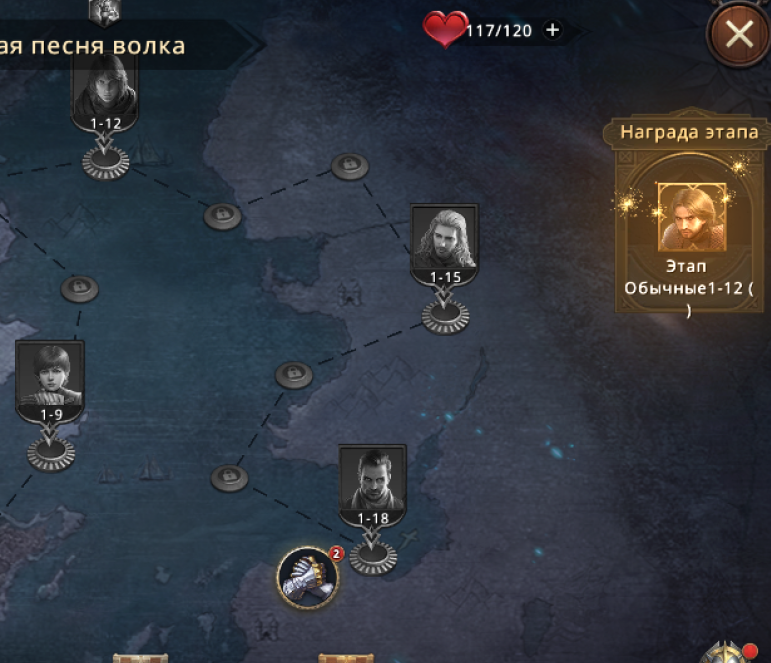 ая песня волка
117/120 +
1-12
Награда этапа
1-15
Этап
Обычные1-12 (
)
1-9
1-18
2